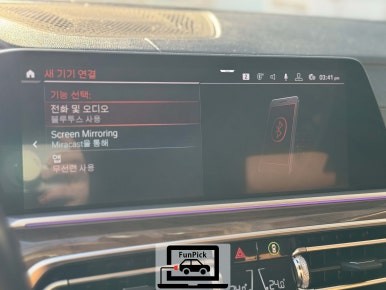 새 기기 연결
03:41 pm
기능 선택:
전화 및 오디오
블루투스 사용
Screen Mirroring
Miracast을 통해
앱
무선랜 사용
FunPick